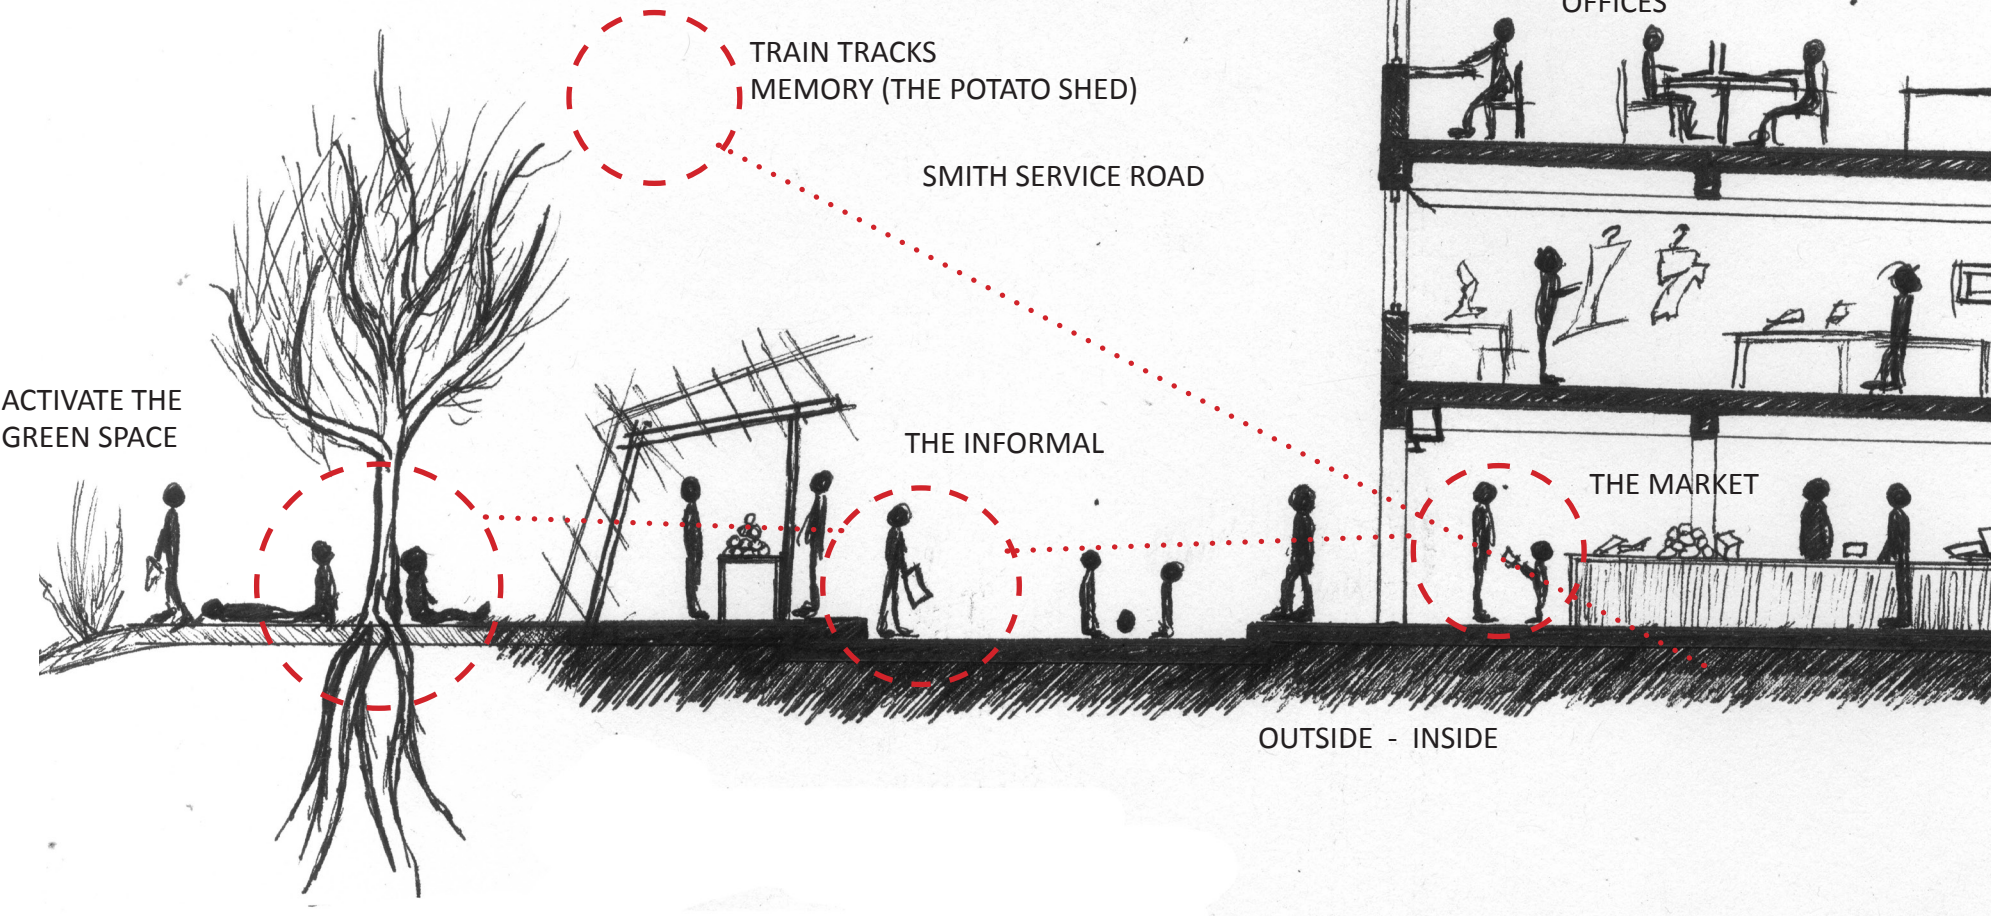 OFFICES
TRAIN TRACKS
MEMORY (THE POTATO SHED)
SMITH SERVICE ROAD
ACTIVATE THE
GREEN SPACE
THE INFORMAL
THE MARKET
OUTSIDE - INSIDE